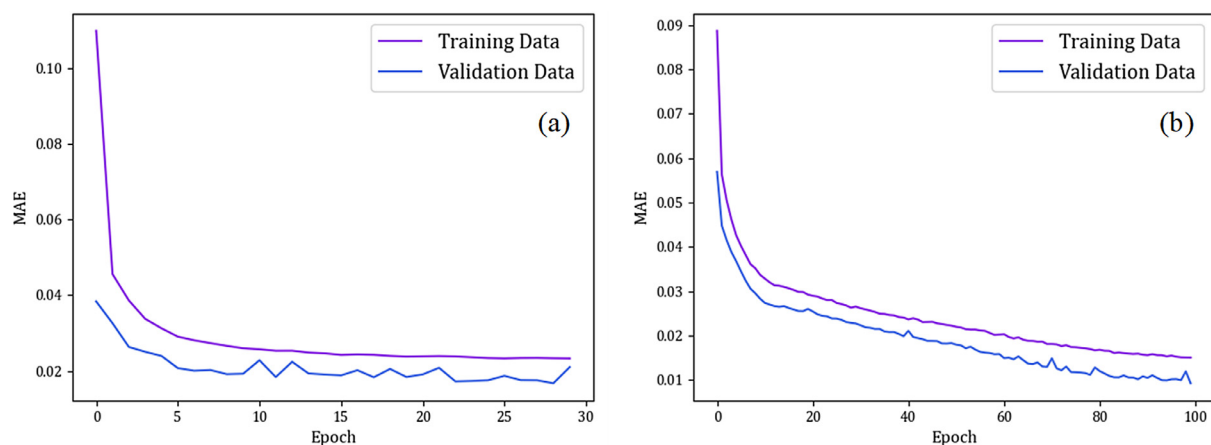 Training Data
Validation Data
(a)
0.10
0.08
0.06
0.04
0.02
MAE
0 5 10 15 20 25 30
Epoch
Training Data
Validation Data
(b)
0.09
0.08
0.07
0.06
0.05
0.04
0.03
0.02
0.01
MAE
0 20 40 60 80 100
Epoch